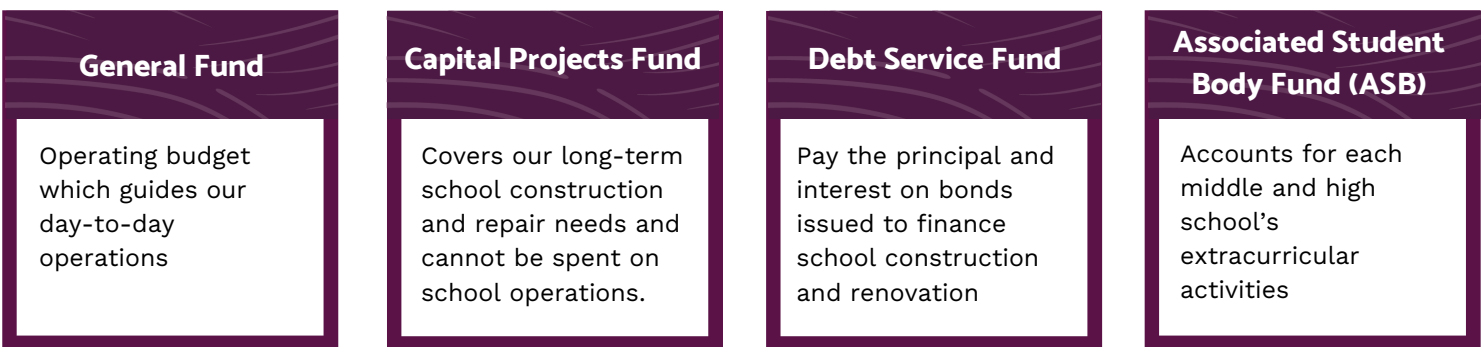 General Fund
Operating budget
which guides our
day-to-day
operations
Capital Projects Fund
Covers our long-term
school construction
and repair needs and
cannot be spent on
school operations.
Debt Service Fund
Pay the principal and
interest on bonds
issued to finance
school construction
and renovation
Associated Student
Body Fund (ASB)
Accounts for each
middle and high
school’s
extracurricular
activities